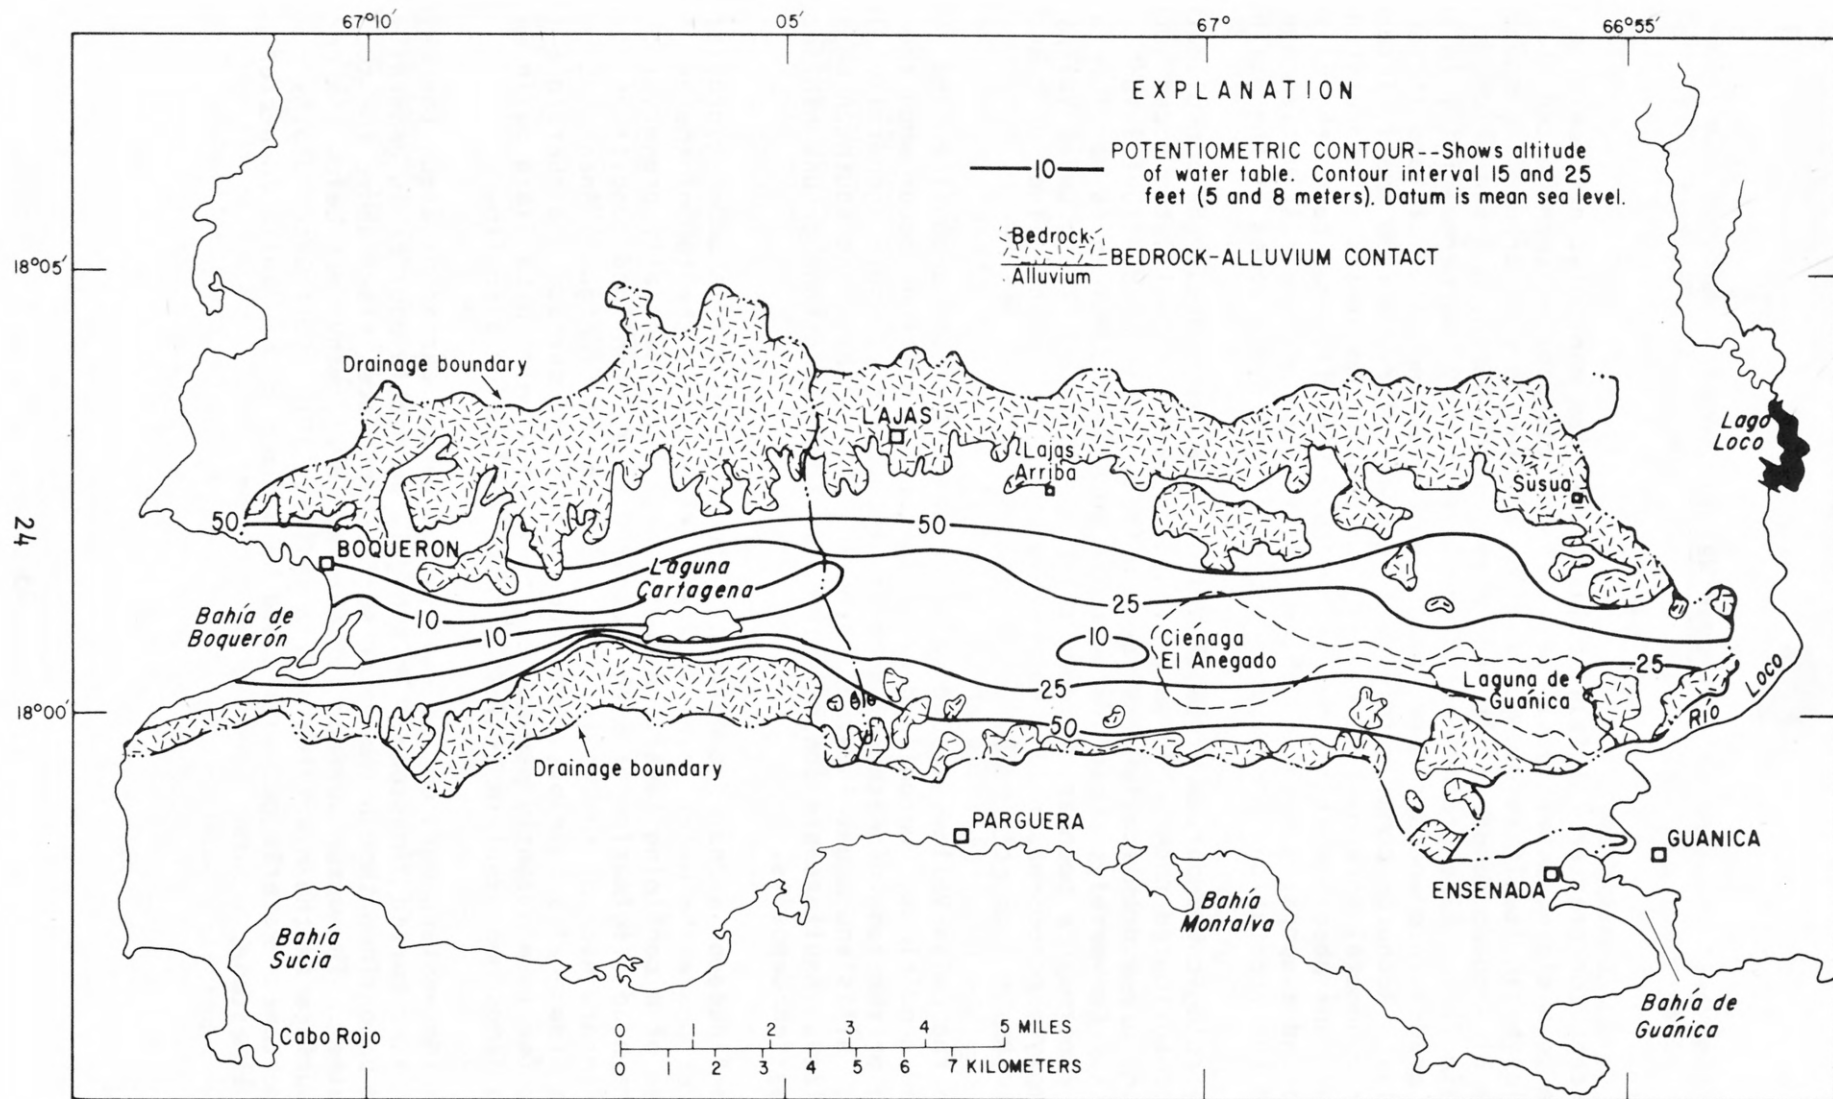 67°10′
05′
67°
66°55′
EXPLANATION
10
POTENTIOMETRIC CONTOUR--Shows altitude
of water table. Contour interval 15 and 25
feet (5 and 8 meters). Datum is mean sea level.
Bedrock
Alluvium
BEDROCK-ALLUVIUM CONTACT
18°05′
Drainage boundary
LAJAS
Lajas
Arriba
Lago
Loco
Susua
24
50
50
BOQUERON
Laguna
Cartagena
Bahía de
Boquerón
10
10
25
10
Ciénaga
El Anegado
25
Laguna de
Guánica
25
RÍO LOCO
18°00′
50
Drainage boundary
PARGUERA
GUANICA
ENSENADA
Bahía
Montalva
Bahía
Sucia
Bahía de
Guánica
Cabo Rojo
0 1 2 3 4 5 MILES
0 1 2 3 4 5 6 7 KILOMETERS